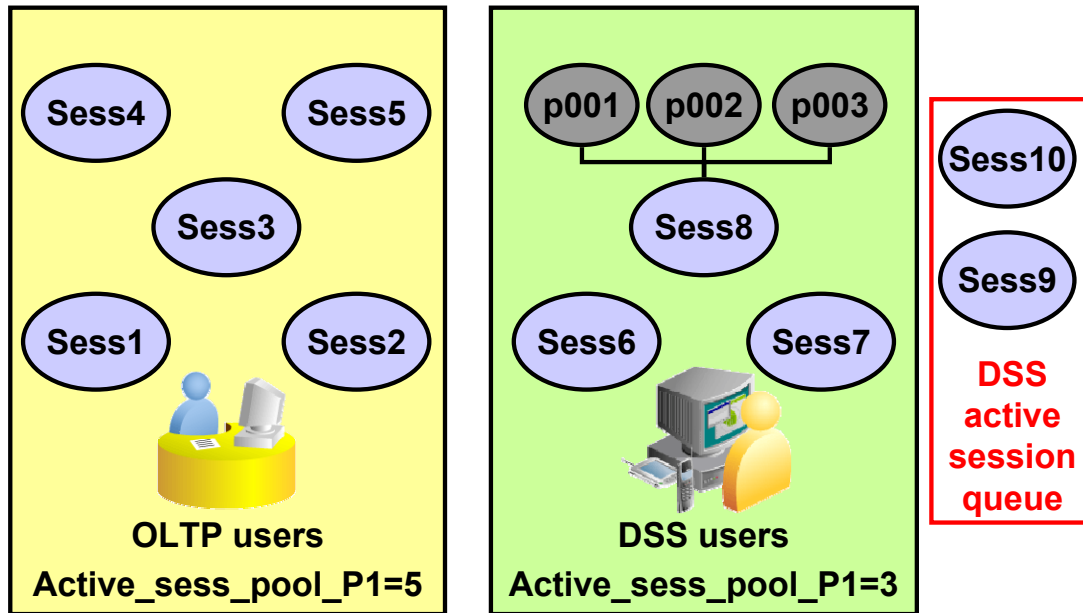 Sess4
Sess5
Sess3
Sess1
Sess2
OLTP users
Active_sess_pool_P1=5
p001
p002
p003
Sess8
Sess6
Sess7
DSS users
Active_sess_pool_P1=3
Sess10
Sess9
DSS
active
session
queue